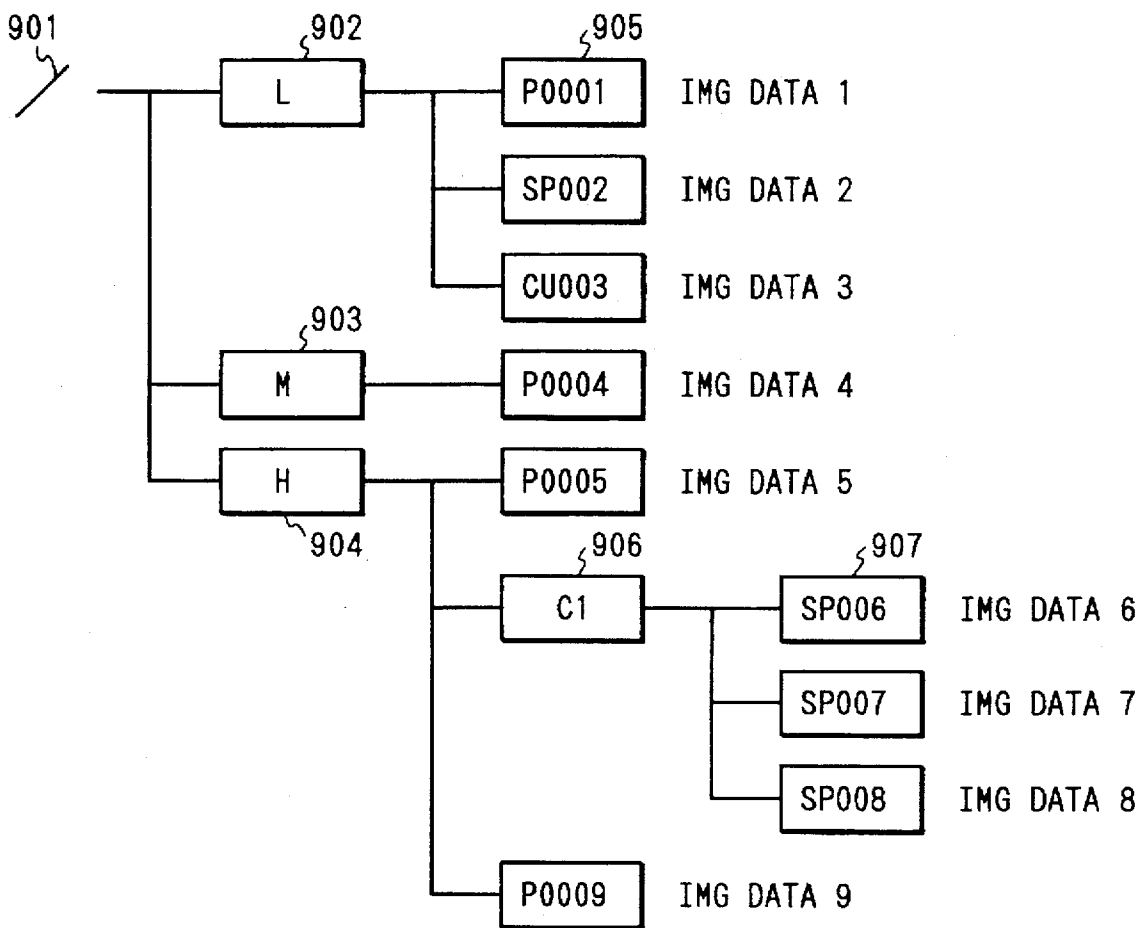 901
902
905
L
P0001 IMG DATA 1
SP002 IMG DATA 2
CU003 IMG DATA 3
903
M
P0004 IMG DATA 4
H
P0005 IMG DATA 5
904
906
907
C1
SP006 IMG DATA 6
SP007 IMG DATA 7
SP008 IMG DATA 8
P0009 IMG DATA 9